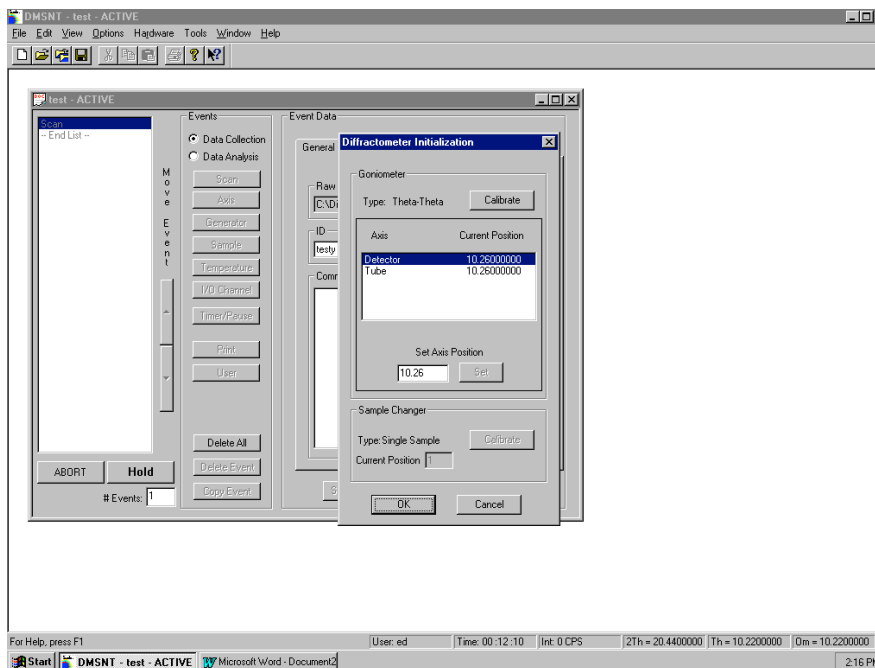 DMSNT - test - ACTIVE
File Edit View Options Hardware Tools Window Help
test - ACTIVE
Scan
-- End List --
Move Event
ABORT Hold
# Events: 1
Events
Data Collection
Data Analysis
Scan
Axis
Generator
Sample
Temperature
I/O Channel
Timer/Pause
Print
User
Delete All
Delete Event
Copy Event
Event Data
General
Raw
C:\Di
ID
testy
Comm
S
Diffractometer Initialization
Goniometer
Type: Theta-Theta Calibrate
Axis Current Position
Detector 10.26000000
Tube 10.26000000
Set Axis Position
10.26 Set
Sample Changer
Type: Single Sample Calibrate
Current Position 1
OK Cancel
For Help, press F1 User: ed Time: 00:12:10 Int: 0 CPS 2Th = 20.4400000 Th = 10.2200000 Om = 10.2200000
Start DMSNT - test - ACTIVE Microsoft Word - Document2 2:16 PM